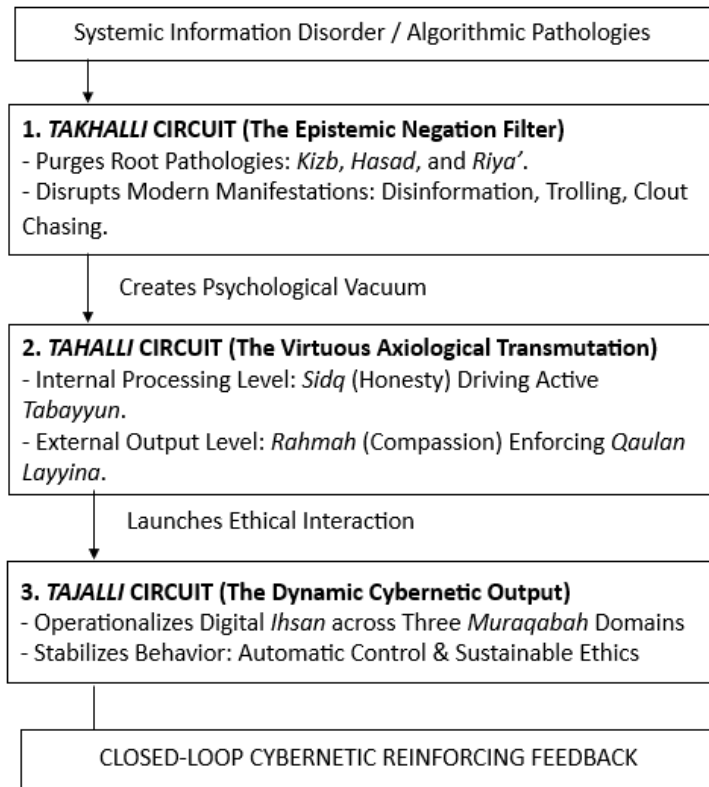 Systemic Information Disorder / Algorithmic Pathologies
1. TAKHALLI CIRCUIT (The Epistemic Negation Filter)
- Purges Root Pathologies: Kizb, Hasad, and Riya’.
- Disrupts Modern Manifestations: Disinformation, Trolling, Clout
Chasing.
Creates Psychological Vacuum
2. TAHALLI CIRCUIT (The Virtuous Axiological Transmutation)
- Internal Processing Level: Sidq (Honesty) Driving Active
Tabayyun.
- External Output Level: Rahmah (Compassion) Enforcing Qaulan
Layyina.
Launches Ethical Interaction
3. TAJALLI CIRCUIT (The Dynamic Cybernetic Output)
- Operationalizes Digital Ihsan across Three Muraqabah Domains
- Stabilizes Behavior: Automatic Control & Sustainable Ethics
CLOSED-LOOP CYBERNETIC REINFORCING FEEDBACK